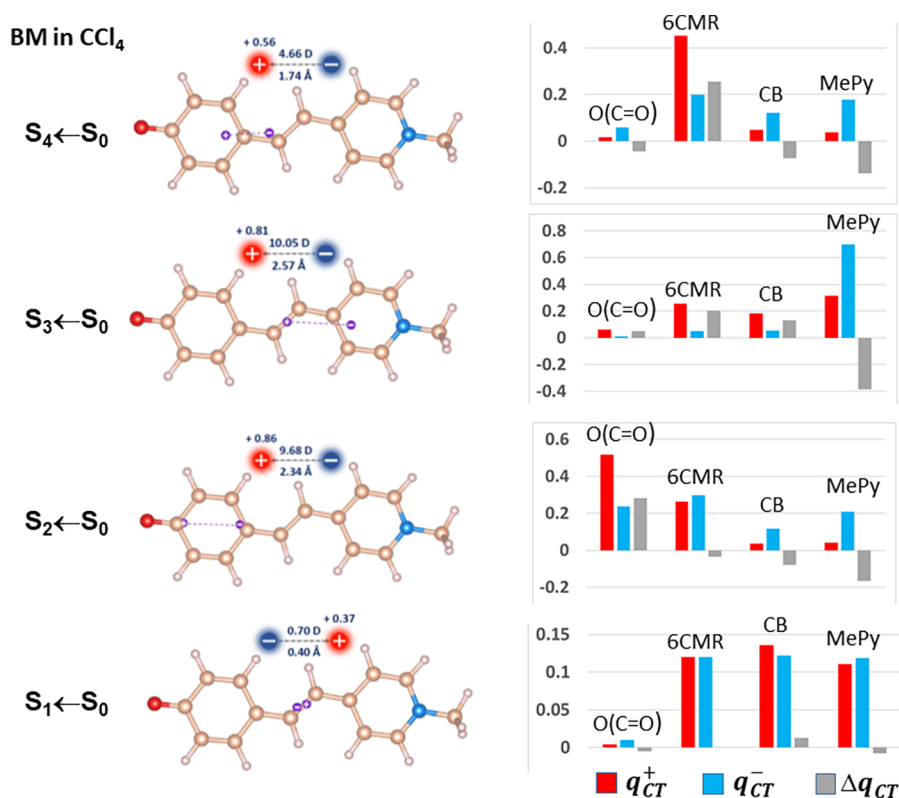 BM in CCl₄
S₄←S₀
+ 0.56
+
4.66 D
−
1.74 Å
0.4
0.2
0
-0.2
O(C=O)
6CMR
CB
MePy
S₃←S₀
+ 0.81
+
10.05 D
−
2.57 Å
0.8
0.6
0.4
0.2
0
-0.2
-0.4
O(C=O)
6CMR
CB
MePy
S₂←S₀
+ 0.86
+
9.68 D
−
2.34 Å
0.6
0.4
0.2
0
-0.2
O(C=O)
6CMR
CB
MePy
S₁←S₀
−
0.70 D
+ 0.37
+
0.40 Å
0.15
0.1
0.05
0
O(C=O)
6CMR
CB
MePy
q⁺CT q⁻CT ΔqCT